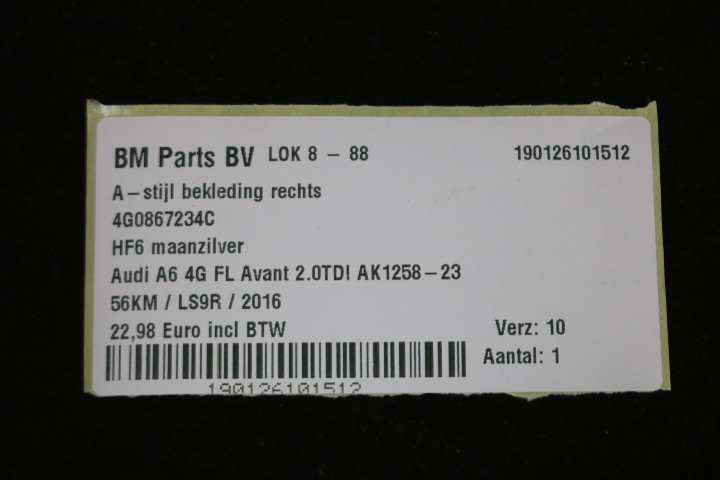 BM Parts BV LOK 8 - 88 190126101512
A-stijl bekleding rechts
4G0867234C
HF6 maanzilver
Audi A6 4G FL Avant 2.0TDI AK1258-23
56KM / LS9R / 2016
22,98 Euro incl BTW Verz: 10
Aantal: 1
190126101512